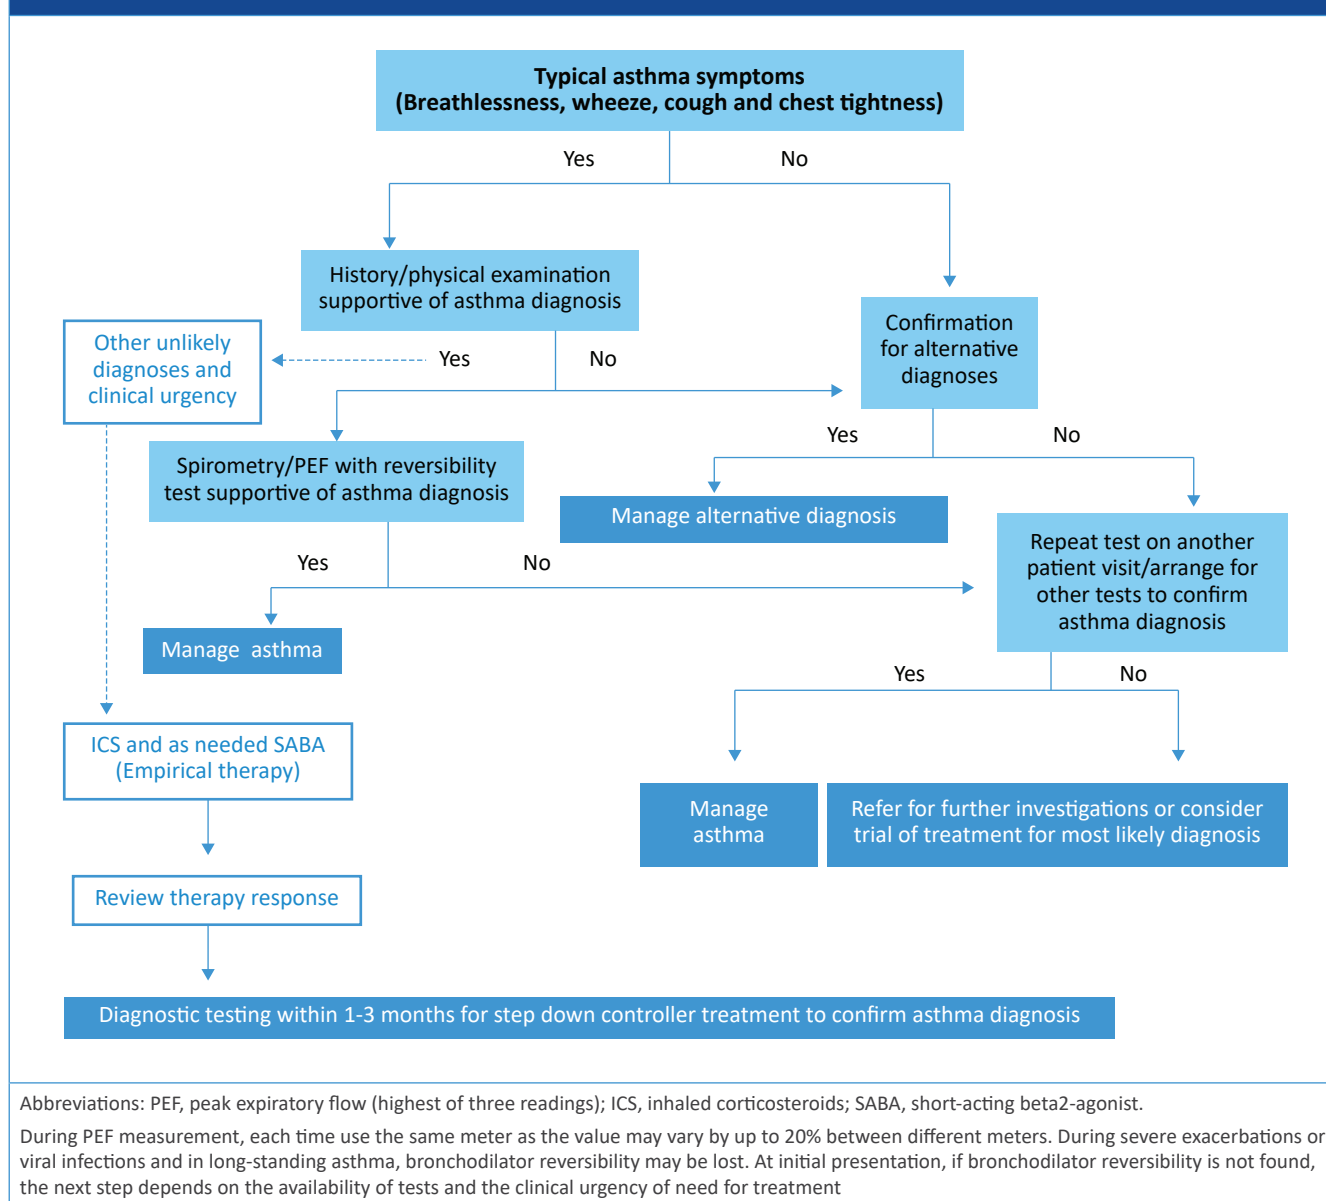 Typical asthma symptoms
(Breathlessness, wheeze, cough and chest tightness)
Yes
No
History/physical examination
supportive of asthma diagnosis
Other unlikely
diagnoses and
clinical urgency
Yes
No
Confirmation
for alternative
diagnoses
Yes
No
Spirometry/PEF with reversibility
test supportive of asthma diagnosis
Manage alternative diagnosis
Repeat test on another
patient visit/arrange for
other tests to confirm
asthma diagnosis
Yes
No
Manage asthma
Yes
No
ICS and as needed SABA
(Empirical therapy)
Manage
asthma
Refer for further investigations or consider
trial of treatment for most likely diagnosis
Review therapy response
Diagnostic testing within 1-3 months for step down controller treatment to confirm asthma diagnosis
Abbreviations: PEF, peak expiratory flow (highest of three readings); ICS, inhaled corticosteroids; SABA, short-acting beta2-agonist.
During PEF measurement, each time use the same meter as the value may vary by up to 20% between different meters. During severe exacerbations or
viral infections and in long-standing asthma, bronchodilator reversibility may be lost. At initial presentation, if bronchodilator reversibility is not found,
the next step depends on the availability of tests and the clinical urgency of need for treatment